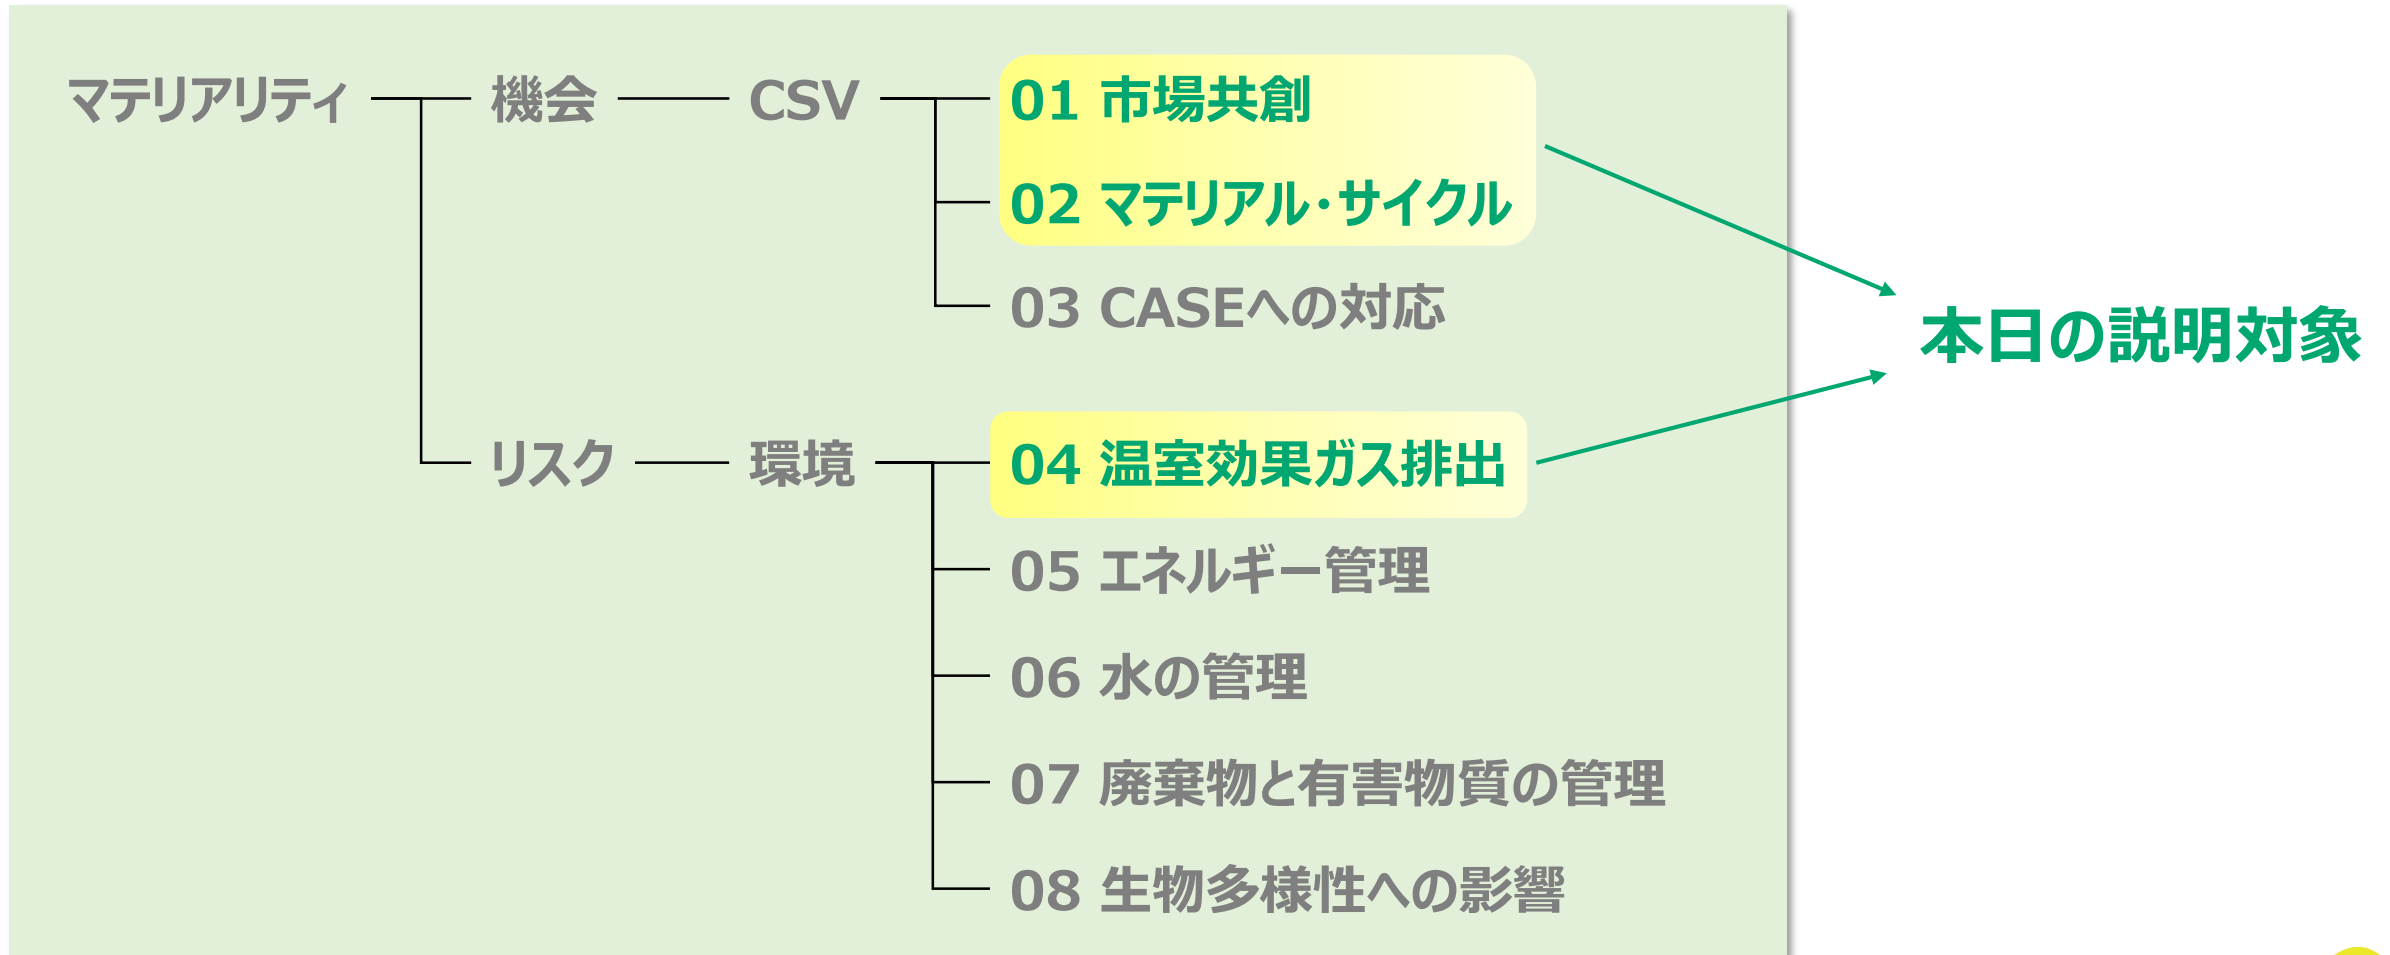 マテリアリティ
機会
CSV
01 市場共創
02 マテリアル・サイクル
03 CASEへの対応
本日の説明対象
リスク
環境
04 温室効果ガス排出
05 エネルギー管理
06 水の管理
07 廃棄物と有害物質の管理
08 生物多様性への影響